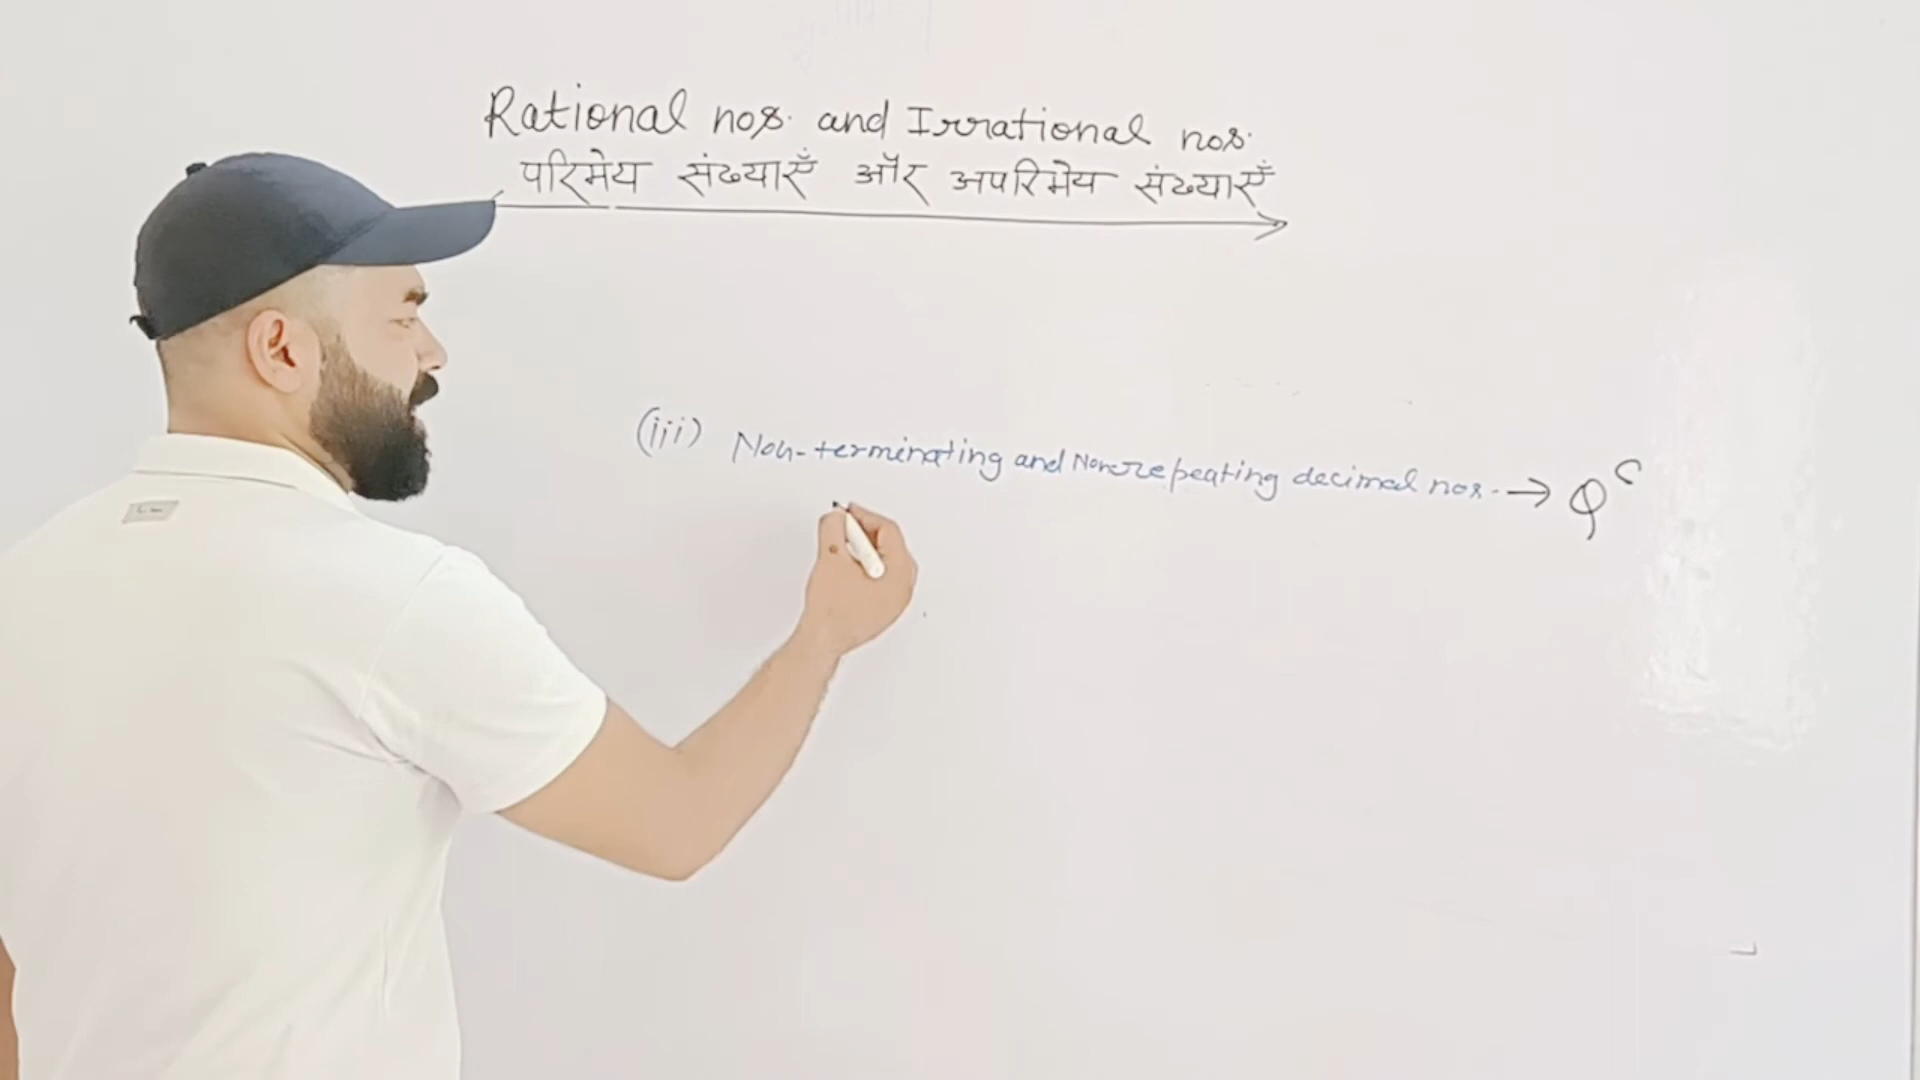 Rational nos. and Irrational nos.
परिमेय संख्याएँ और अपरिमेय संख्याएँ
(iii) Non-terminating and Non-repeating decimal nos. → Q^c